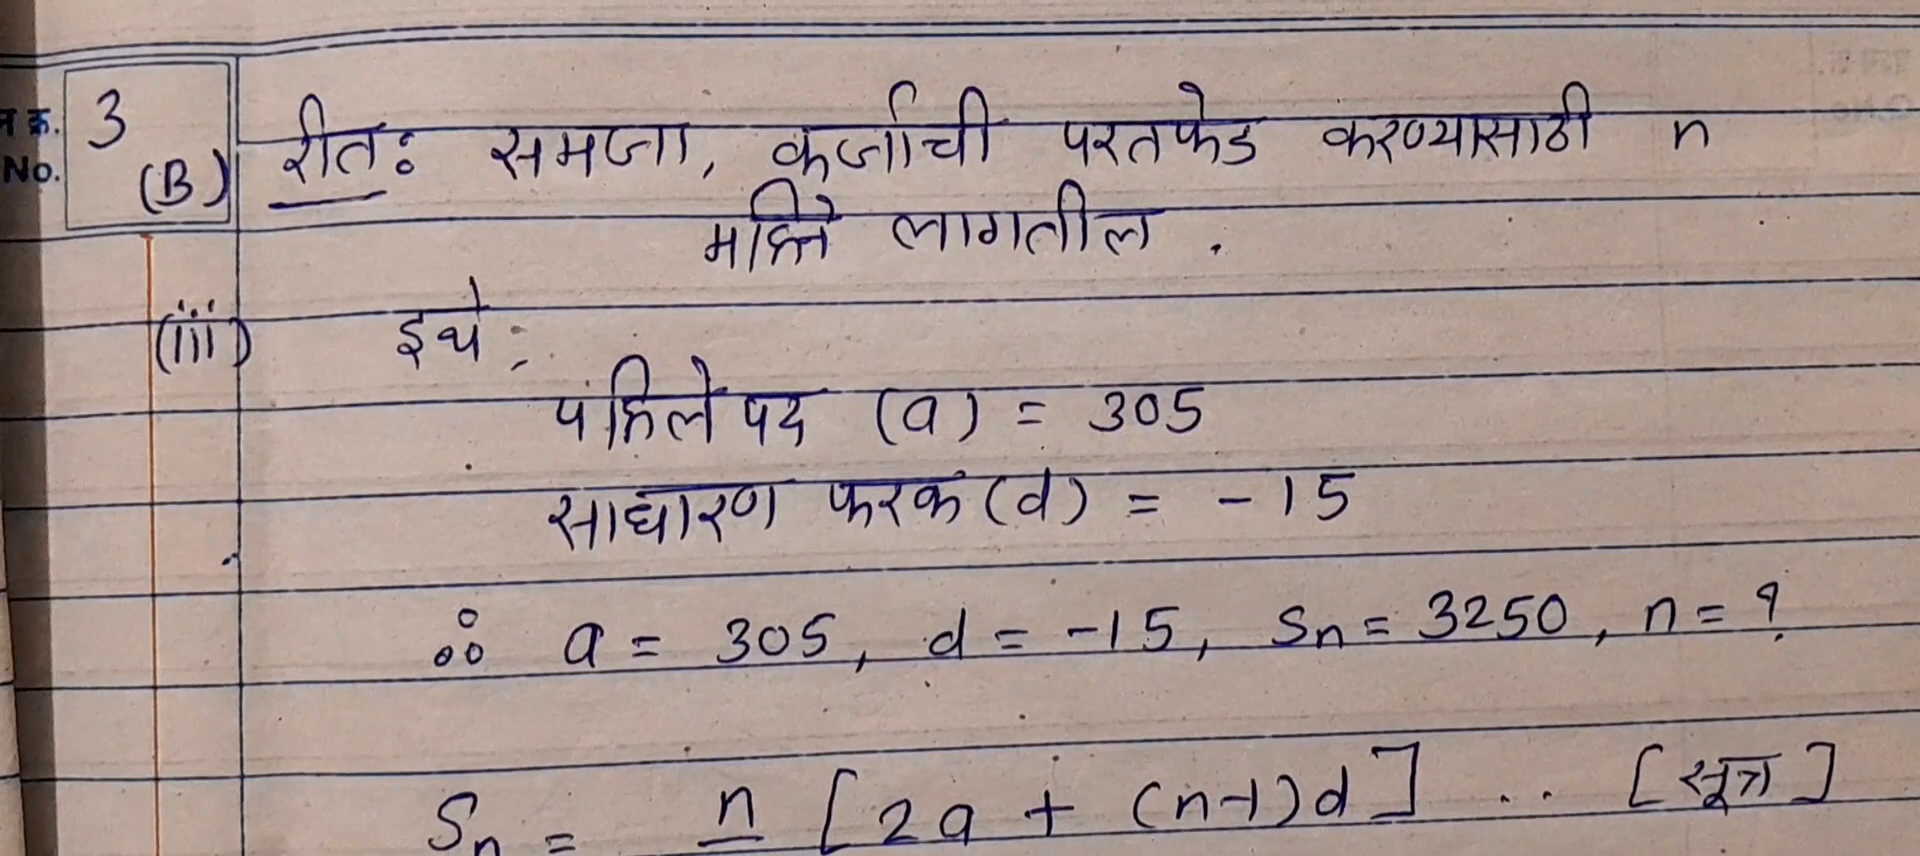 न क्र. 3
No. (B)
रीत: समजा, कर्जाची परतफेड करण्यासाठी n
महिने लागतील .
(iii) इथे :
पहिले पद (a) = 305
साधारण फरक (d) = -15
∴ a = 305, d = -15, Sn = 3250, n = ?
Sn = n [2a + (n-1)d] .. [सूत्र]